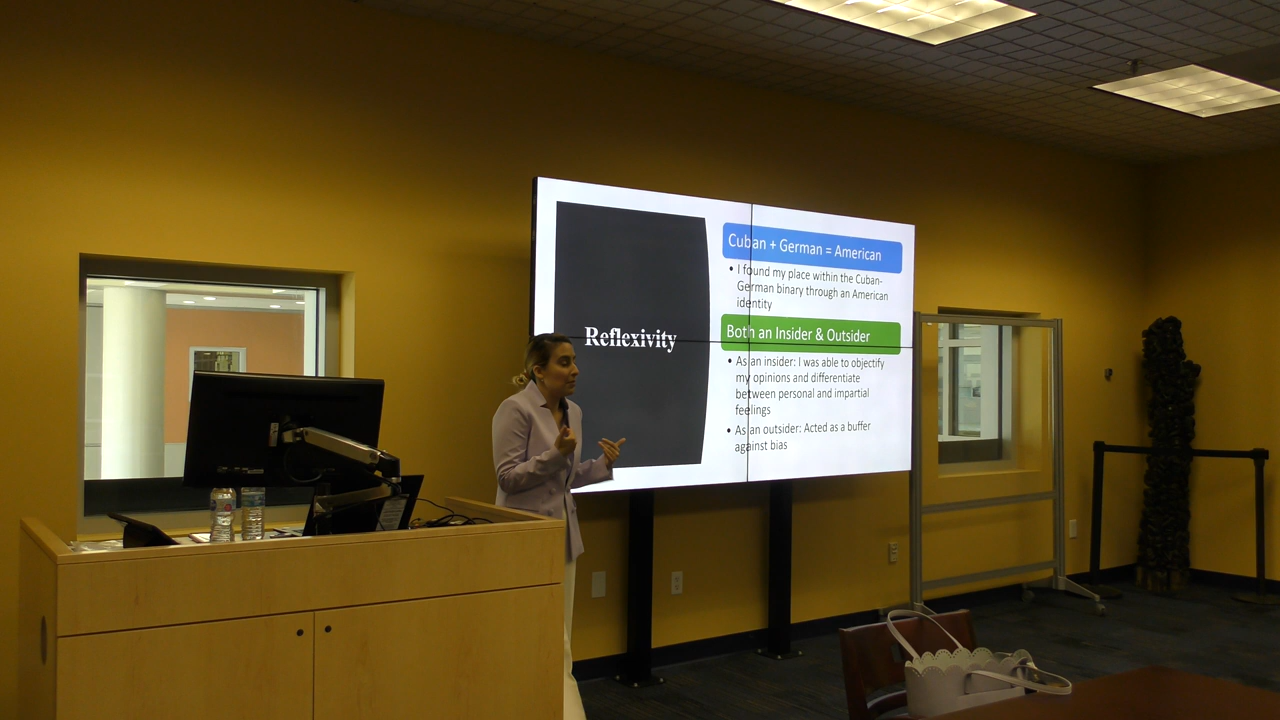 Reflexivity
Cuban + German = American
• I found my place within the Cuban-
German binary through an American
identity
Both an Insider & Outsider
• As an insider: I was able to objectify
my opinions and differentiate
between personal and impartial
feelings
• As an outsider: Acted as a buffer
against bias